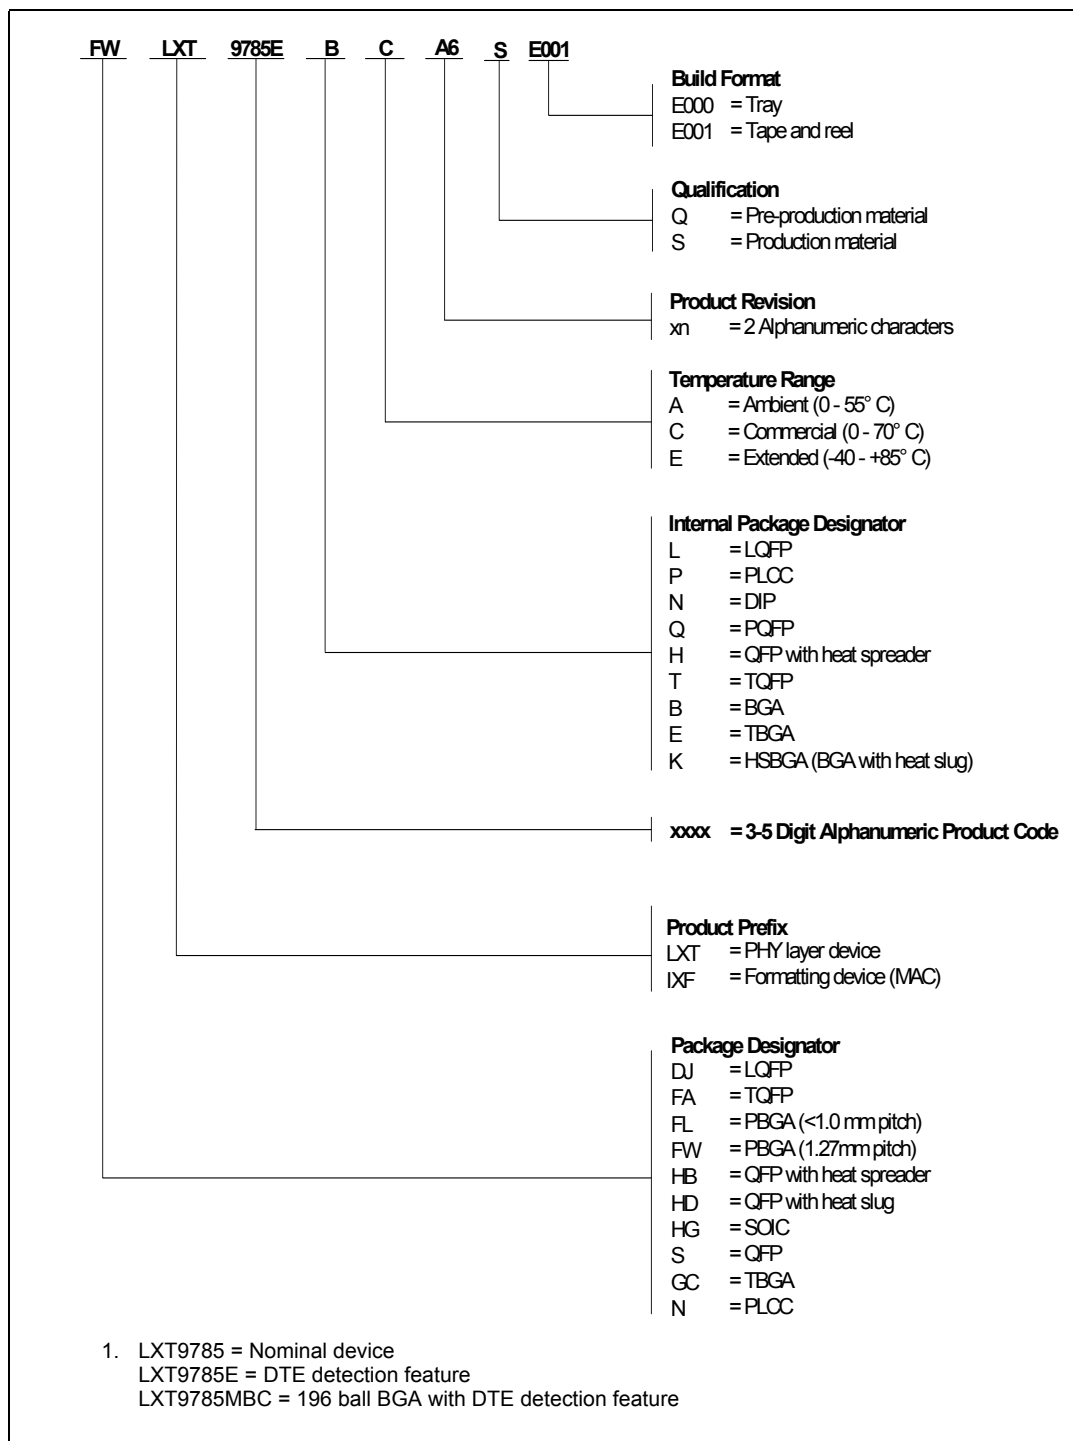 FW LXT 9785E B C A6 S E001
Build Format
E000 = Tray
E001 = Tape and reel
Qualification
Q = Pre-production material
S = Production material
Product Revision
xn = 2 Alphanumeric characters
Temperature Range
A = Ambient (0 - 55° C)
C = Commercial (0 - 70° C)
E = Extended (-40 - +85° C)
Internal Package Designator
L = LQFP
P = PLCC
N = DIP
Q = PQFP
H = QFP with heat spreader
T = TQFP
B = BGA
E = TBGA
K = HSBGA (BGA with heat slug)
xxxx = 3-5 Digit Alphanumeric Product Code
Product Prefix
LXT = PHY layer device
IXF = Formatting device (MAC)
Package Designator
DJ = LQFP
FA = TQFP
FL = PBGA (<1.0 mm pitch)
FW = PBGA (1.27mm pitch)
HB = QFP with heat spreader
HD = QFP with heat slug
HG = SOIC
S = QFP
GC = TBGA
N = PLCC
1. LXT9785 = Nominal device
LXT9785E = DTE detection feature
LXT9785MBC = 196 ball BGA with DTE detection feature